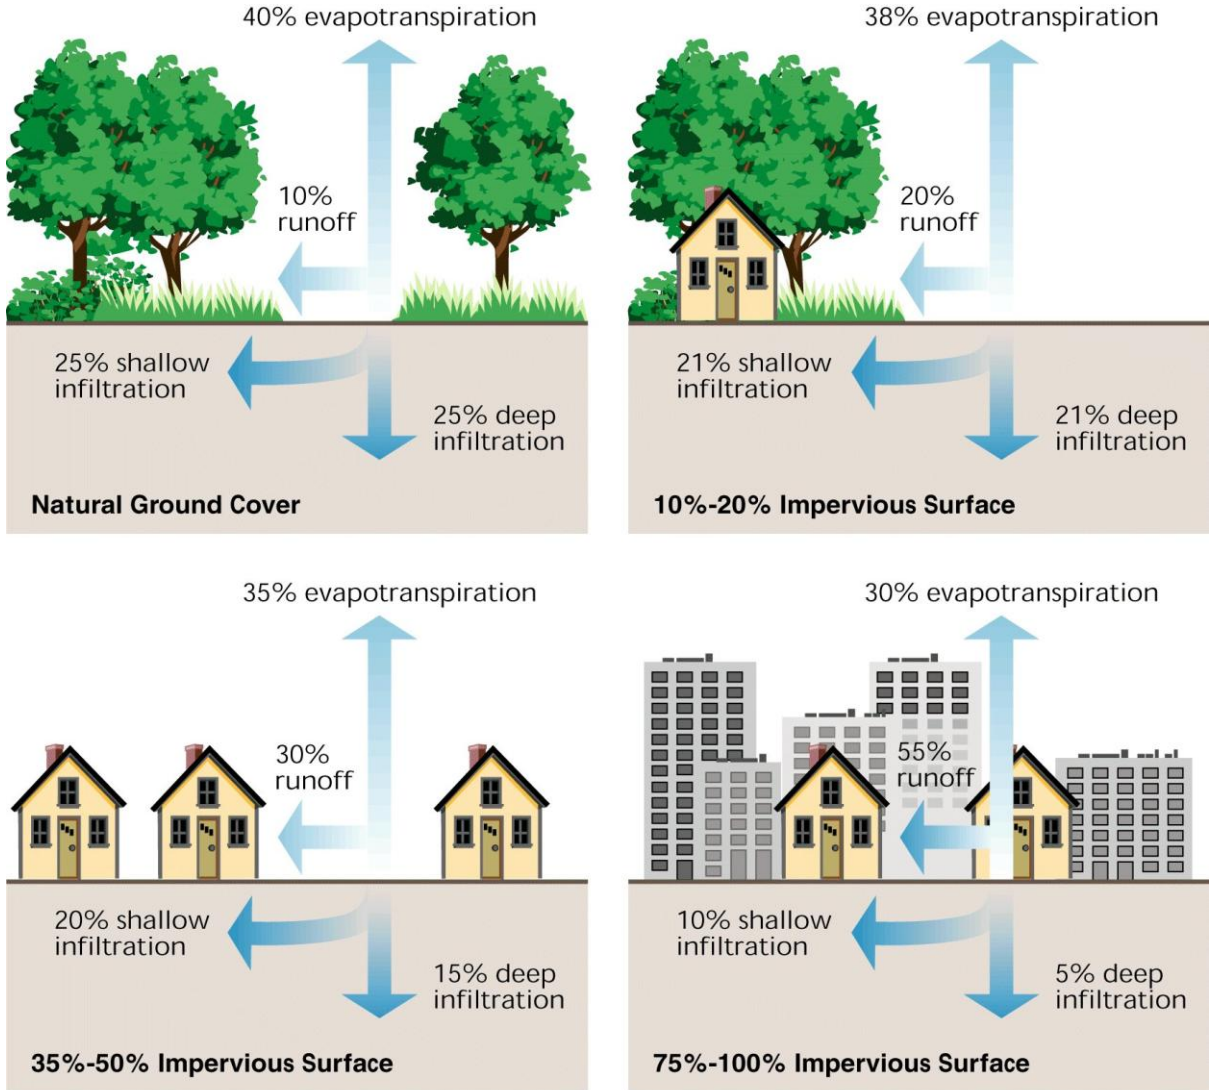 40% evapotranspiration
10%
runoff
25% shallow
infiltration
25% deep
infiltration
Natural Ground Cover
38% evapotranspiration
20%
runoff
21% shallow
infiltration
21% deep
infiltration
10%-20% Impervious Surface
35% evapotranspiration
30%
runoff
20% shallow
infiltration
15% deep
infiltration
35%-50% Impervious Surface
30% evapotranspiration
55%
runoff
10% shallow
infiltration
5% deep
infiltration
75%-100% Impervious Surface